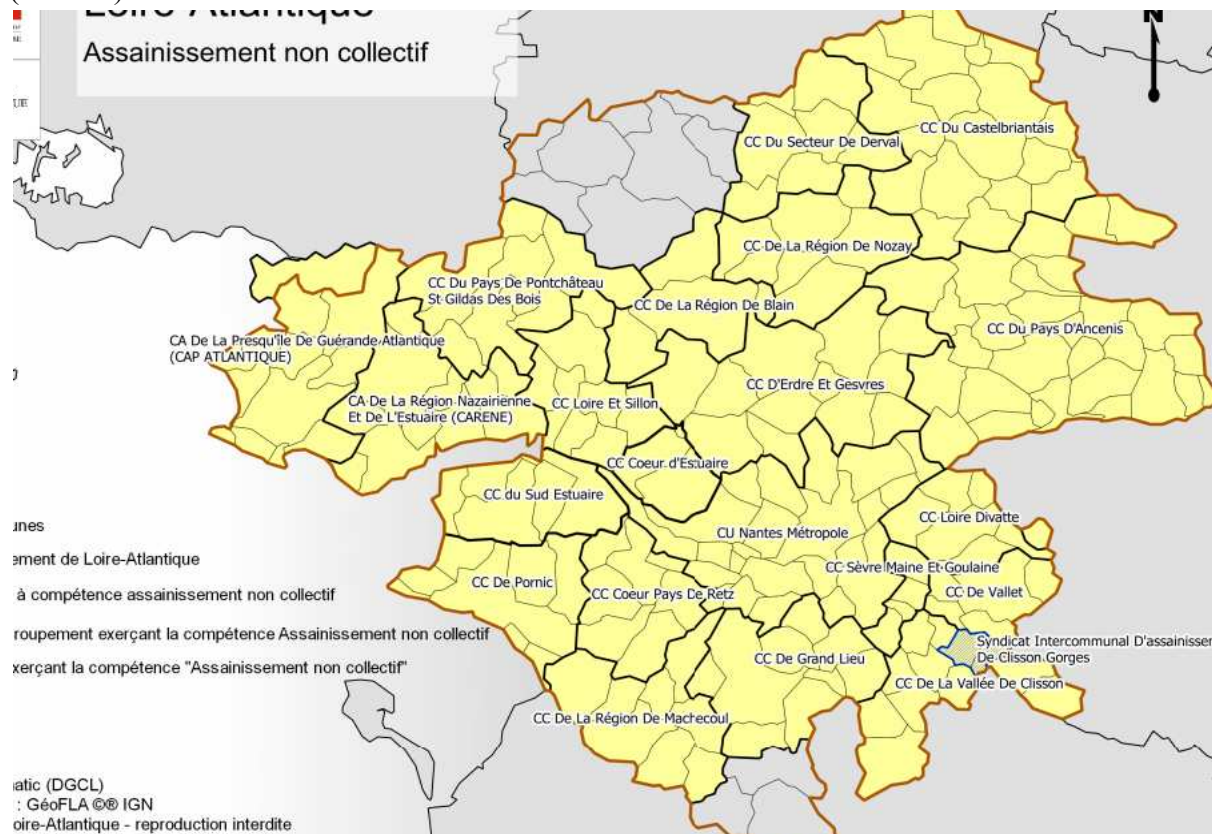 Loire-Atlantique
Assainissement non collectif
N
CC Du Castelbriantais
CC Du Secteur De Derval
CC De La Région De Nozay
CC Du Pays De Pontchâteau
St Gildas Des Bois
CC De La Région De Blain
CC Du Pays D'Ancenis
CA De La Presqu'île De Guérande Atlantique
(CAP ATLANTIQUE)
CC D'Erdre Et Gesvres
CA De La Région Nazairienne
Et De L'Estuaire (CARENE)
CC Loire Et Sillon
CC Coeur d'Estuaire
CC du Sud Estuaire
CC Loire Divatte
CU Nantes Métropole
CC Sèvre Maine Et Goulaine
CC De Pornic
CC Coeur Pays De Retz
CC De Vallet
Syndicat Intercommunal D'assainisser
De Clisson Gorges
CC De Grand Lieu
CC De La Vallée De Clisson
CC De La Région De Machecoul
unes
ement de Loire-Atlantique
à compétence assainissement non collectif
roupement exerçant la compétence Assainissement non collectif
exerçant la compétence "Assainissement non collectif"
atic (DGCL)
: GéoFLA ©® IGN
oire-Atlantique - reproduction interdite